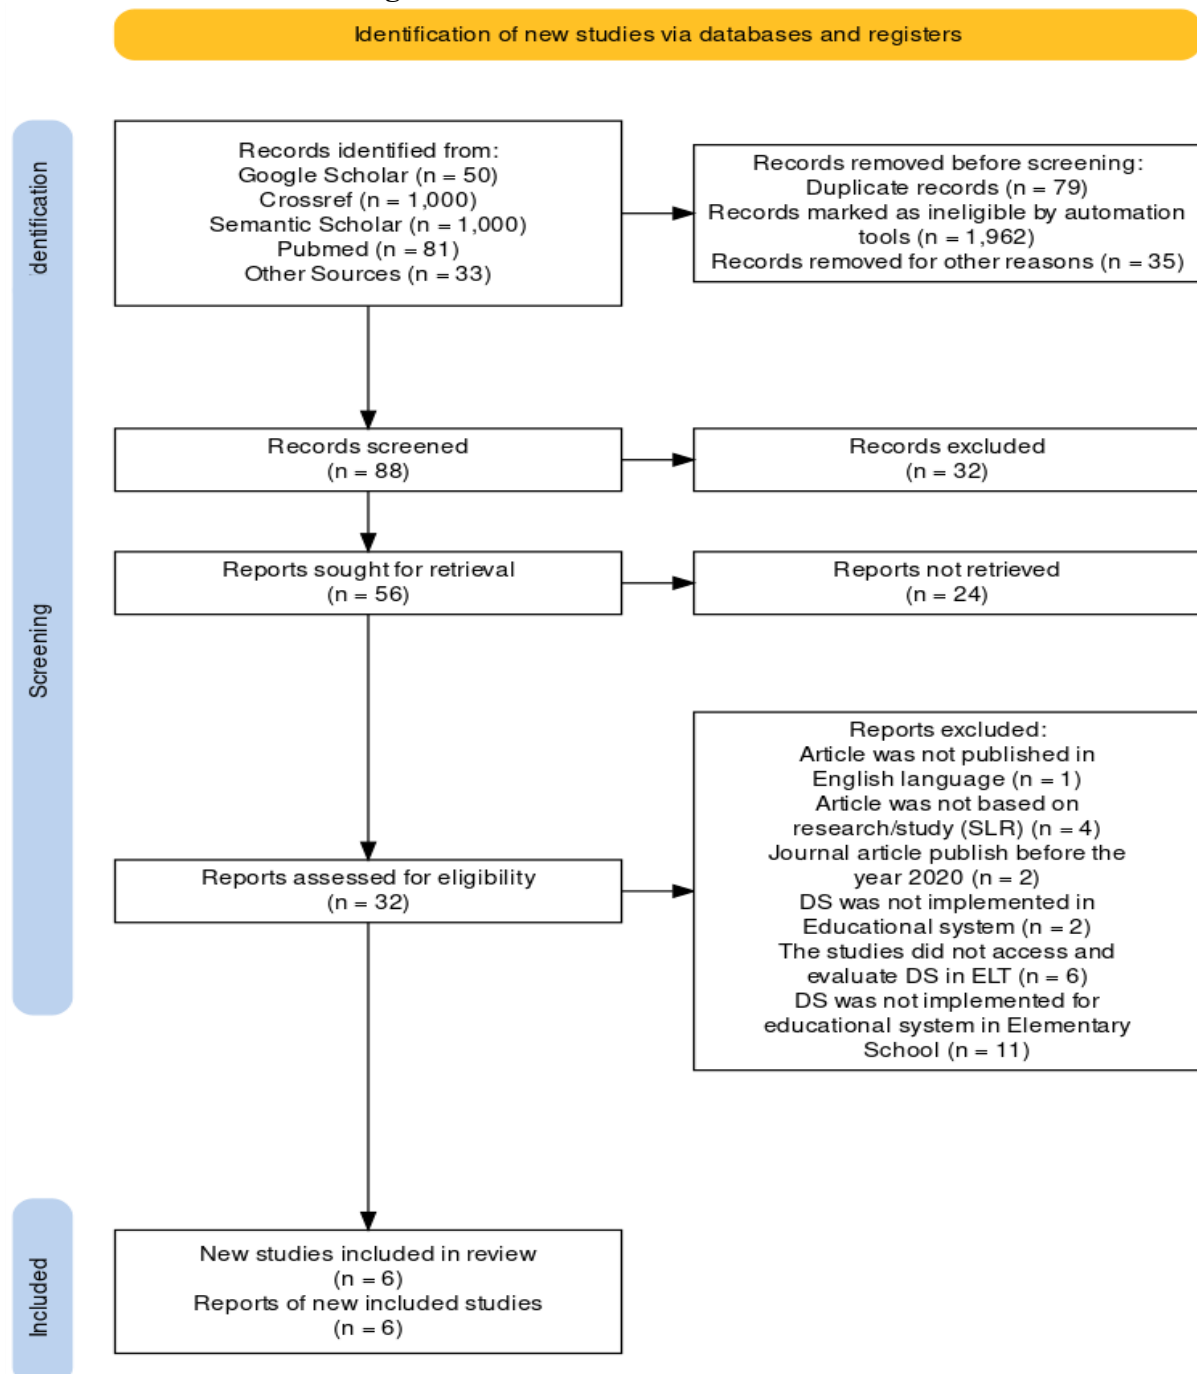 Identification of new studies via databases and registers
Identification
Records identified from:
Google Scholar (n = 50)
Crossref (n = 1,000)
Semantic Scholar (n = 1,000)
Pubmed (n = 81)
Other Sources (n = 33)
Records removed before screening:
Duplicate records (n = 79)
Records marked as ineligible by automation
tools (n = 1,962)
Records removed for other reasons (n = 35)
Screening
Records screened
(n = 88)
Records excluded
(n = 32)
Reports sought for retrieval
(n = 56)
Reports not retrieved
(n = 24)
Reports assessed for eligibility
(n = 32)
Reports excluded:
Article was not published in
English language (n = 1)
Article was not based on
research/study (SLR) (n = 4)
Journal article publish before the
year 2020 (n = 2)
DS was not implemented in
Educational system (n = 2)
The studies did not access and
evaluate DS in ELT (n = 6)
DS was not implemented for
educational system in Elementary
School (n = 11)
Included
New studies included in review
(n = 6)
Reports of new included studies
(n = 6)